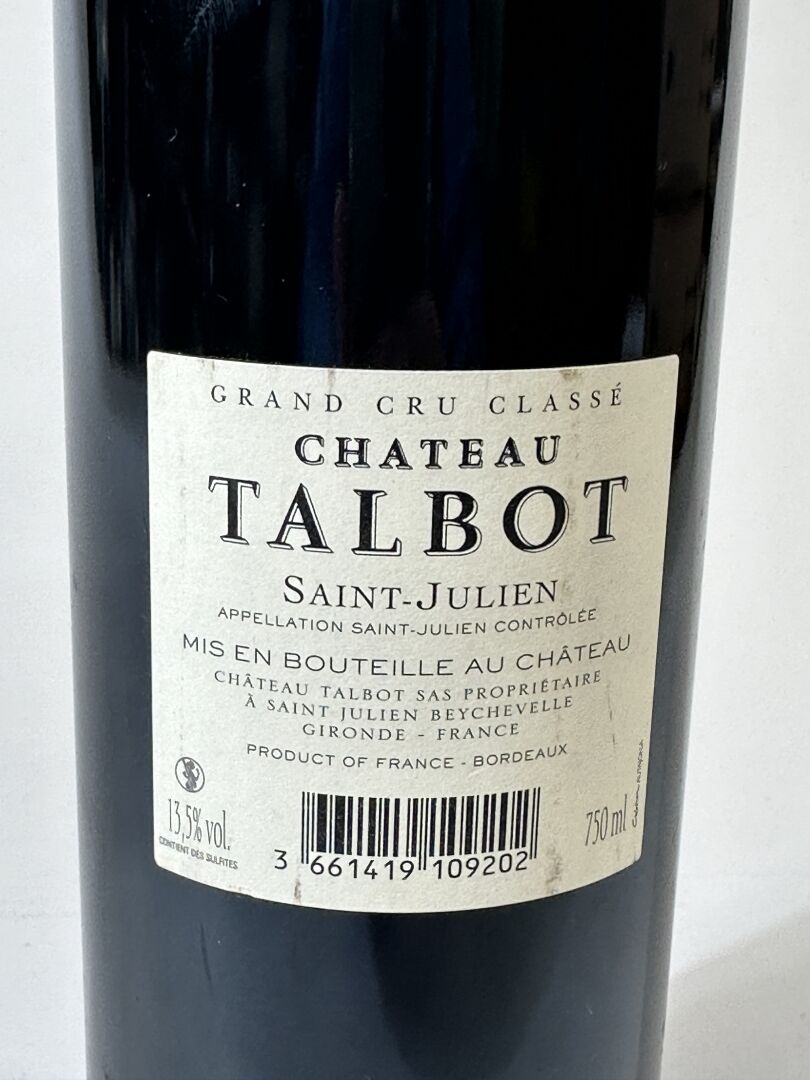 GRAND CRU CLASSÉ
CHATEAU
TALBOT
SAINT-JULIEN
APPELLATION SAINT-JULIEN CONTRÔLÉE
MIS EN BOUTEILLE AU CHÂTEAU
CHÂTEAU TALBOT SAS PROPRIÉTAIRE
À SAINT JULIEN BEYCHEVELLE
GIRONDE - FRANCE
PRODUCT OF FRANCE - BORDEAUX
13,5% vol.
CONTIENT DES SULFITES
750 ml
3 661419 109202